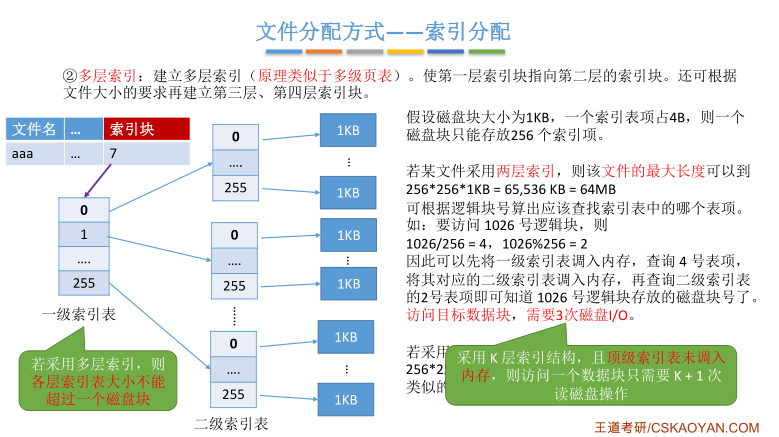 文件分配方式——索引分配
②多层索引：建立多层索引（原理类似于多级页表）。使第一层索引块指向第二层的索引块。还可根
据文件大小的要求再建立第三层、第四层索引块。
文件名 … 索引块
aaa … 7
0
1
….
255
一级索引表
若采用多层索引，则
各层索引表大小不能
超过一个磁盘块
0
….
255
0
….
255
0
….
255
二级索引表
1KB
1KB
1KB
1KB
1KB
1KB
假设磁盘块大小为1KB，一个索引表项占4B，则一个
磁盘块只能存放256 个索引项。
若某文件采用两层索引，则该文件的最大长度可以到
256*256*1KB = 65,536 KB = 64MB
可根据逻辑块号算出应该查找索引表中的哪个表项。
如：要访问 1026 号逻辑块，则
1026/256 = 4，1026%256 = 2
因此可以先将一级索引表调入内存，查询 4 号表项，
将其对应的二级索引表调入内存，再查询二级索引表
的2号表项即可知道 1026 号逻辑块存放的磁盘块号了。
访问目标数据块，需要3次磁盘I/O。
若采用
256*2
类似的
采用 K 层索引结构，且顶级索引表未调入
内存，则访问一个数据块只需要 K + 1 次
读磁盘操作
王道考研/CSKAOYAN.COM